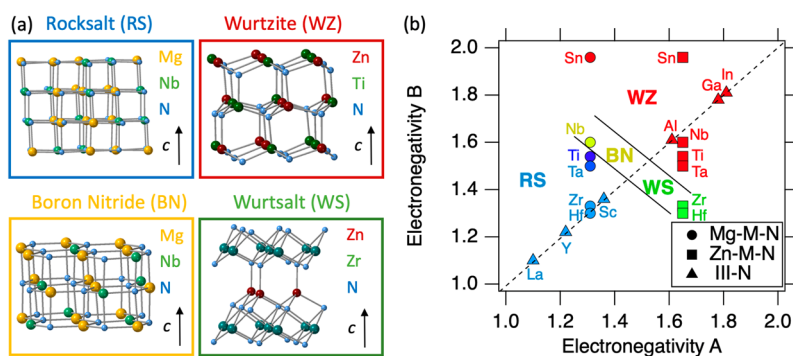 (a)
Rocksalt (RS)
Wurtzite (WZ)
Mg
Nb
N
c
Zn
Ti
N
c
Boron Nitride (BN)
Wurtsalt (WS)
Mg
Nb
N
c
Zn
Zr
N
c
(b)
Electronegativity B
2.0
1.8
1.6
1.4
1.2
1.0
Sn
Sn
WZ
Ga
In
Al
Nb
BN
Nb
Ti
Ti
Ta
Ta
RS
WS
Zr
Zr
Hf
Hf
Sc
Y
La
Mg-M-N
Zn-M-N
III-N
1.0
1.2
1.4
1.6
1.8
2.0
Electronegativity A